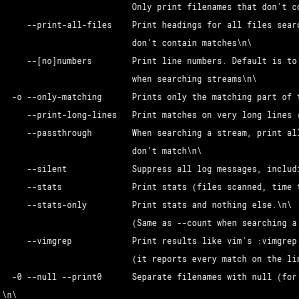 Only print filenames that don't co
--print-all-files Print headings for all files sear
don't contain matches\n\
--[no]numbers Print line numbers. Default is to
when searching streams\n\
-o --only-matching Prints only the matching part of t
--print-long-lines Print matches on very long lines (
--passthrough When searching a stream, print all
don't match\n\
--silent Suppress all log messages, includi
--stats Print stats (files scanned, time t
--stats-only Print stats and nothing else.\n\
(Same as --count when searching a
--vimgrep Print results like vim's :vimgrep
(it reports every match on the lin
-0 --null --print0 Separate filenames with null (for
\n\